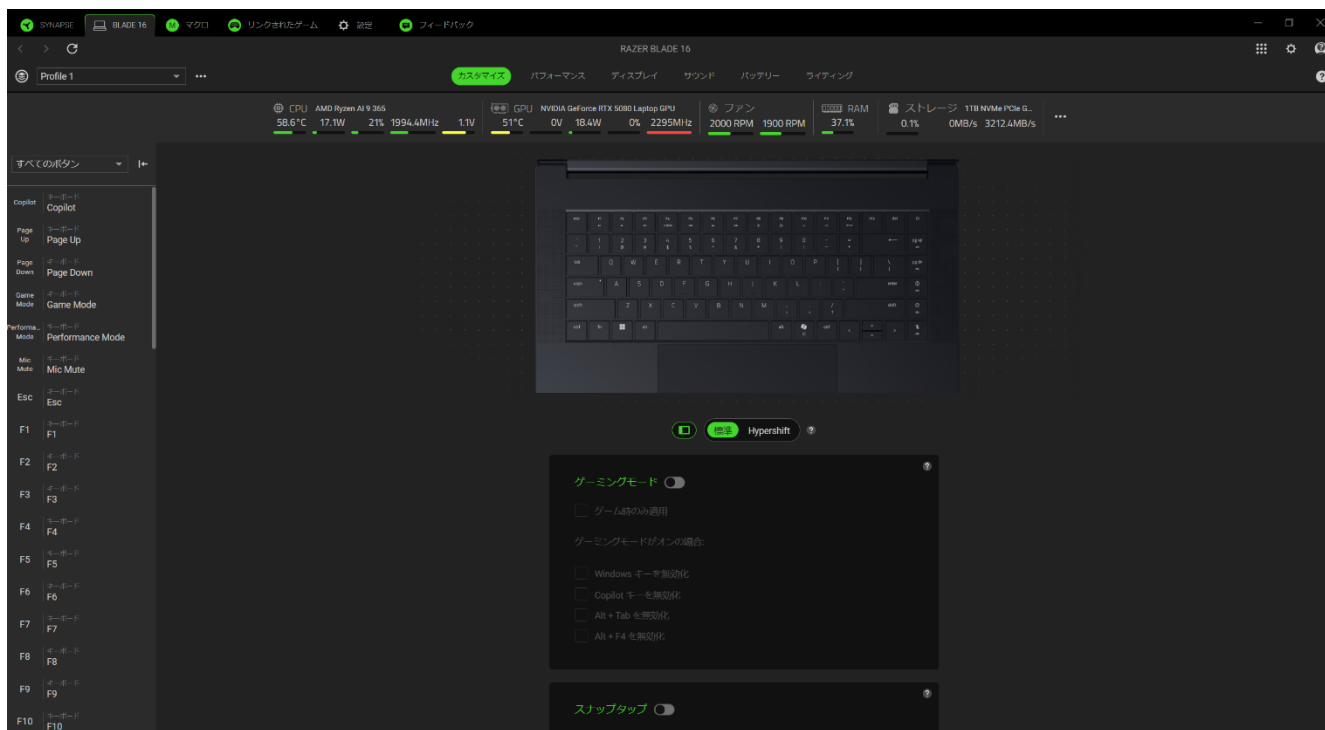 SYNAPSE BLADE 16 マクロ リンクされたゲーム 設定 フィードバック
RAZER BLADE 16
Profile 1 カスタマイズ パフォーマンス ディスプレイ サウンド バッテリー ライティング
CPU AMD Ryzen AI 9 365 GPU NVIDIA GeForce RTX 5080 Laptop GPU ファン RAM ストレージ 1TB NVMe PCIe G...
58.6°C 17.1W 21% 1994.4MHz 1.1V 51°C 0V 18.4W 0% 2295MHz 2000 RPM 1900 RPM 37.1% 0.1% 0MB/s 3212.4MB/s
すべてのボタン
Copilot キーボード
Copilot
Page Up キーボード
Page Up
Page Down キーボード
Page Down
Game Mode キーボード
Game Mode
Performa... Mode キーボード
Performance Mode
Mic Mute キーボード
Mic Mute
Esc キーボード
Esc
F1 キーボード
F1
F2 キーボード
F2
F3 キーボード
F3
F4 キーボード
F4
F5 キーボード
F5
F6 キーボード
F6
F7 キーボード
F7
F8 キーボード
F8
F9 キーボード
F9
F10 キーボード
F10
Q W E R T Y U I O P
A S D F G H J K L
Z X C V B N M
標準 Hypershift
ゲーミングモード
ゲーム時のみ適用
ゲーミングモードがオンの場合:
Windows キーを無効化
Copilot キーを無効化
Alt + Tab を無効化
Alt + F4 を無効化
スナップタップ